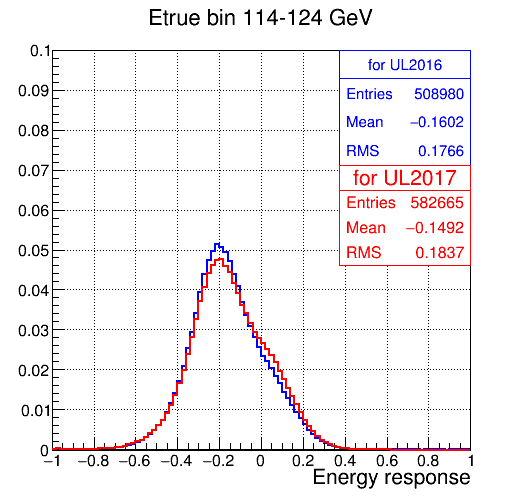 Etrue bin 114-124 GeV
0.1
0.09
0.08
0.07
0.06
0.05
0.04
0.03
0.02
0.01
0
for UL2016
Entries 508980
Mean −0.1602
RMS 0.1766
for UL2017
Entries 582665
Mean −0.1492
RMS 0.1837
−1 −0.8 −0.6 −0.4 −0.2 0 0.2 0.4 0.6 0.8 1
Energy response